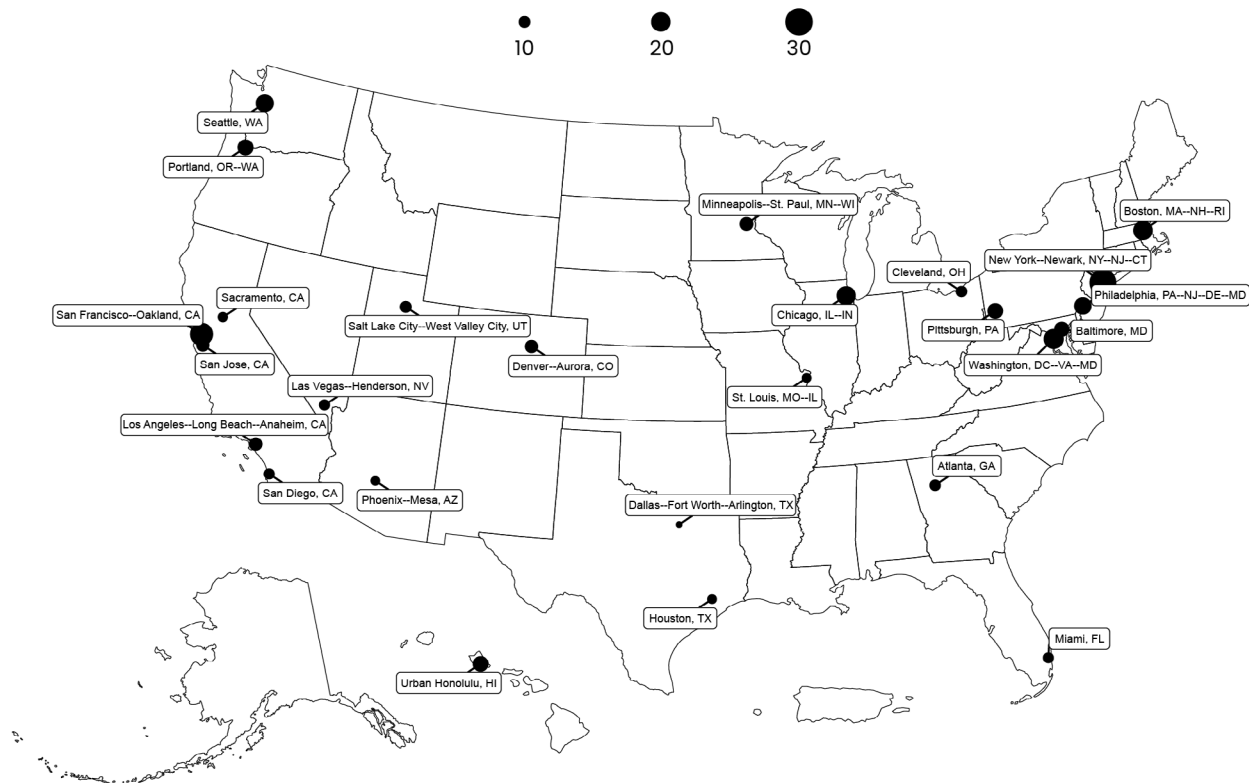 10
20
30
Seattle, WA
Portland, OR--WA
Minneapolis--St. Paul, MN--WI
Boston, MA--NH--RI
New York--Newark, NY--NJ--CT
Cleveland, OH
Sacramento, CA
Philadelphia, PA--NJ--DE--MD
San Francisco--Oakland, CA
Chicago, IL--IN
Salt Lake City--West Valley City, UT
Pittsburgh, PA
Baltimore, MD
San Jose, CA
Denver--Aurora, CO
Washington, DC--VA--MD
Las Vegas--Henderson, NV
St. Louis, MO--IL
Los Angeles--Long Beach--Anaheim, CA
Atlanta, GA
San Diego, CA
Phoenix--Mesa, AZ
Dallas--Fort Worth--Arlington, TX
Houston, TX
Miami, FL
Urban Honolulu, HI